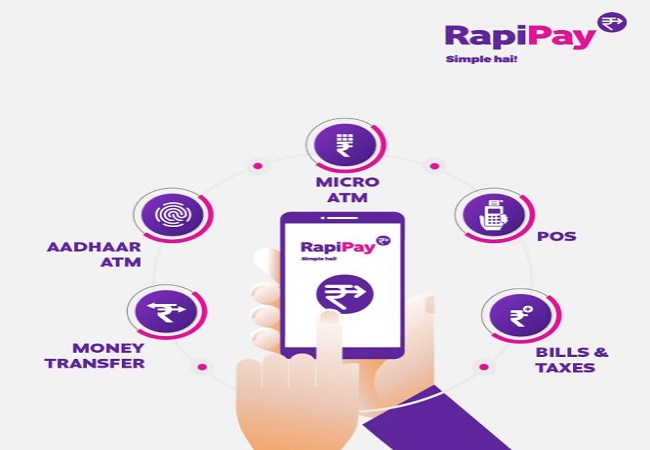 RapiPay
Simple hai!
MICRO
ATM
AADHAAR
ATM
POS
RapiPay
Simple hai!
MONEY
TRANSFER
BILLS &
TAXES